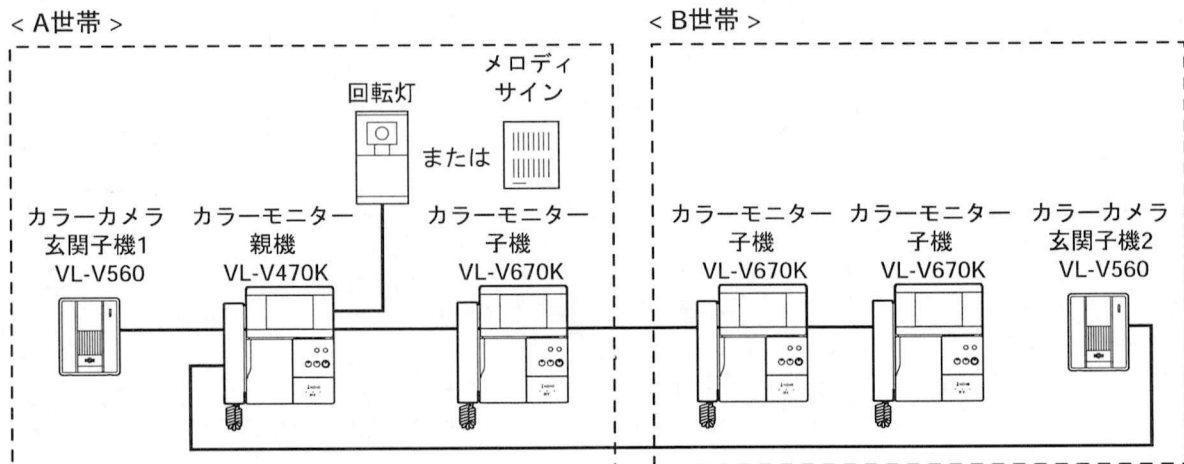 < A世帯 >
< B世帯 >
回転灯
または
メロディ
サイン
カラーカメラ
玄関子機1
VL-V560
カラーモニター
親機
VL-V470K
カラーモニター
子機
VL-V670K
カラーモニター
子機
VL-V670K
カラーモニター
子機
VL-V670K
カラーカメラ
玄関子機2
VL-V560